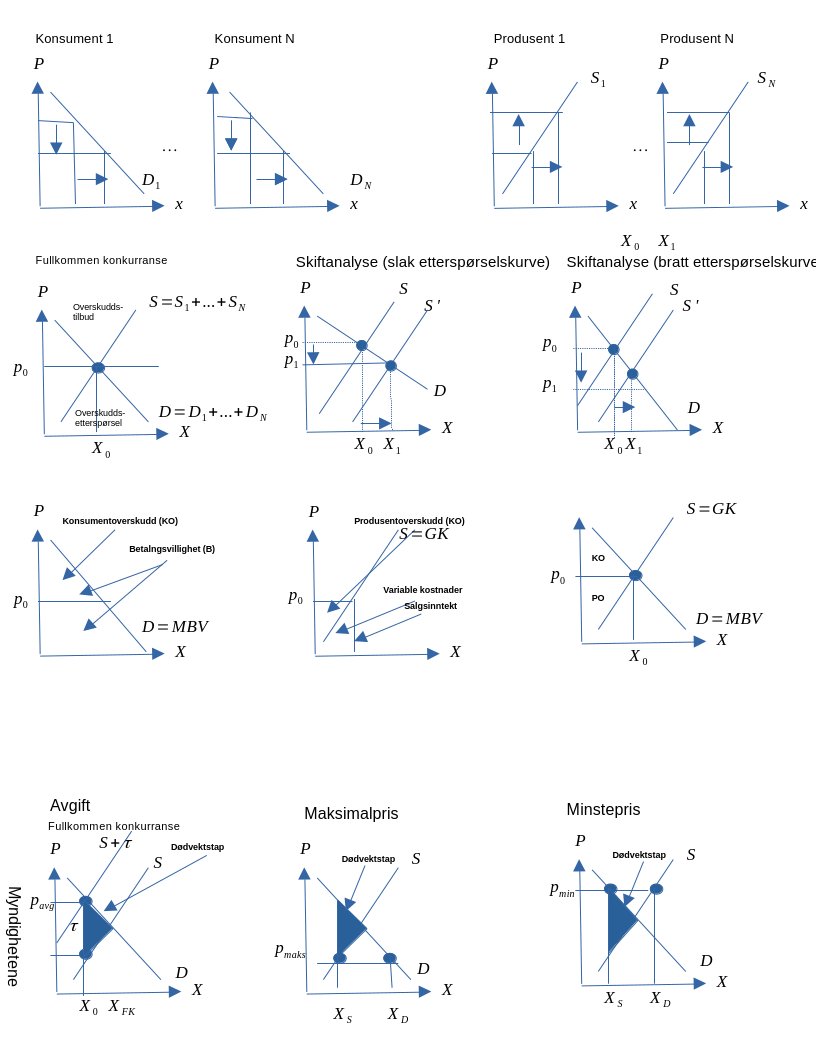 Konsument 1
Konsument N
Produsent 1
Produsent N
P
P
P
P
S1
SN
...
...
D1
DN
x
x
x
x
X0 X1
Fullkommen konkurranse
Skiftanalyse (slak etterspørselskurve)
Skiftanalyse (bratt etterspørselskurve
P
S=S1+...+SN
Overskudds-
tilbud
p0
Overskudds-
etterspørsel
D=D1+...+DN
X
X0
P
S
S'
p0
p1
D
X
X0 X1
P
S
S'
p0
p1
D
X
X0 X1
P
Konsumentoverskudd (KO)
Betalngsvillighet (B)
p0
D=MBV
X
P
Produsentoverskudd (KO)
S=GK
p0
Variable kostnader
Salgsinntekt
X
P
S=GK
KO
p0
PO
D=MBV
X
X0
Myndighetene
Avgift
Fullkommen konkurranse
P
S+τ
Dødvektstap
S
pavg
τ
D
X
X0 XFK
Maksimalpris
P
Dødvektstap
S
pmaks
D
X
XS XD
Minstepris
P
Dødvektstap
S
pmin
D
X
XS XD